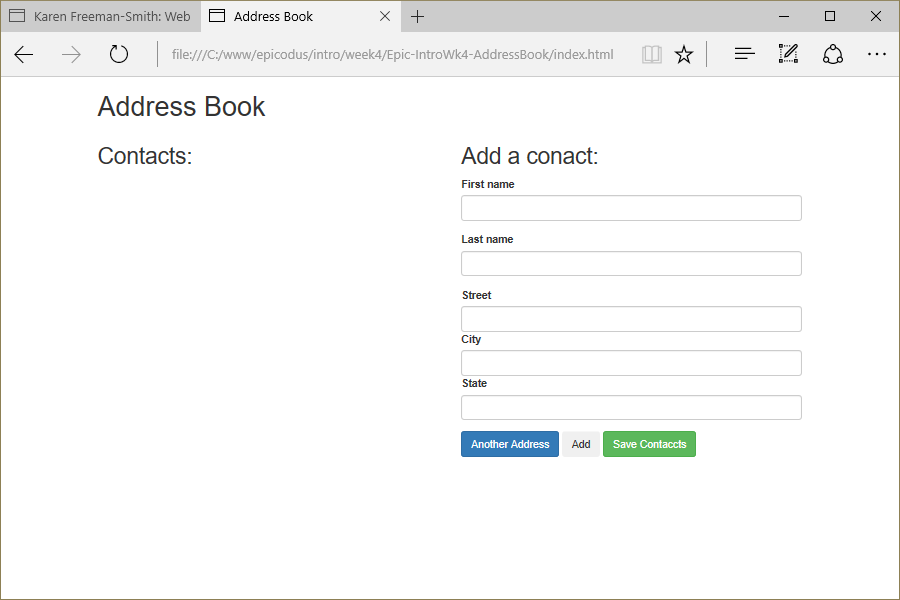 Karen Freeman-Smith: Web
Address Book
file:///C:/www/epicodus/intro/week4/Epic-IntroWk4-AddressBook/index.html
Address Book
Contacts:
Add a conact:
First name
Last name
Street
City
State
Another Address Add Save Contaccts